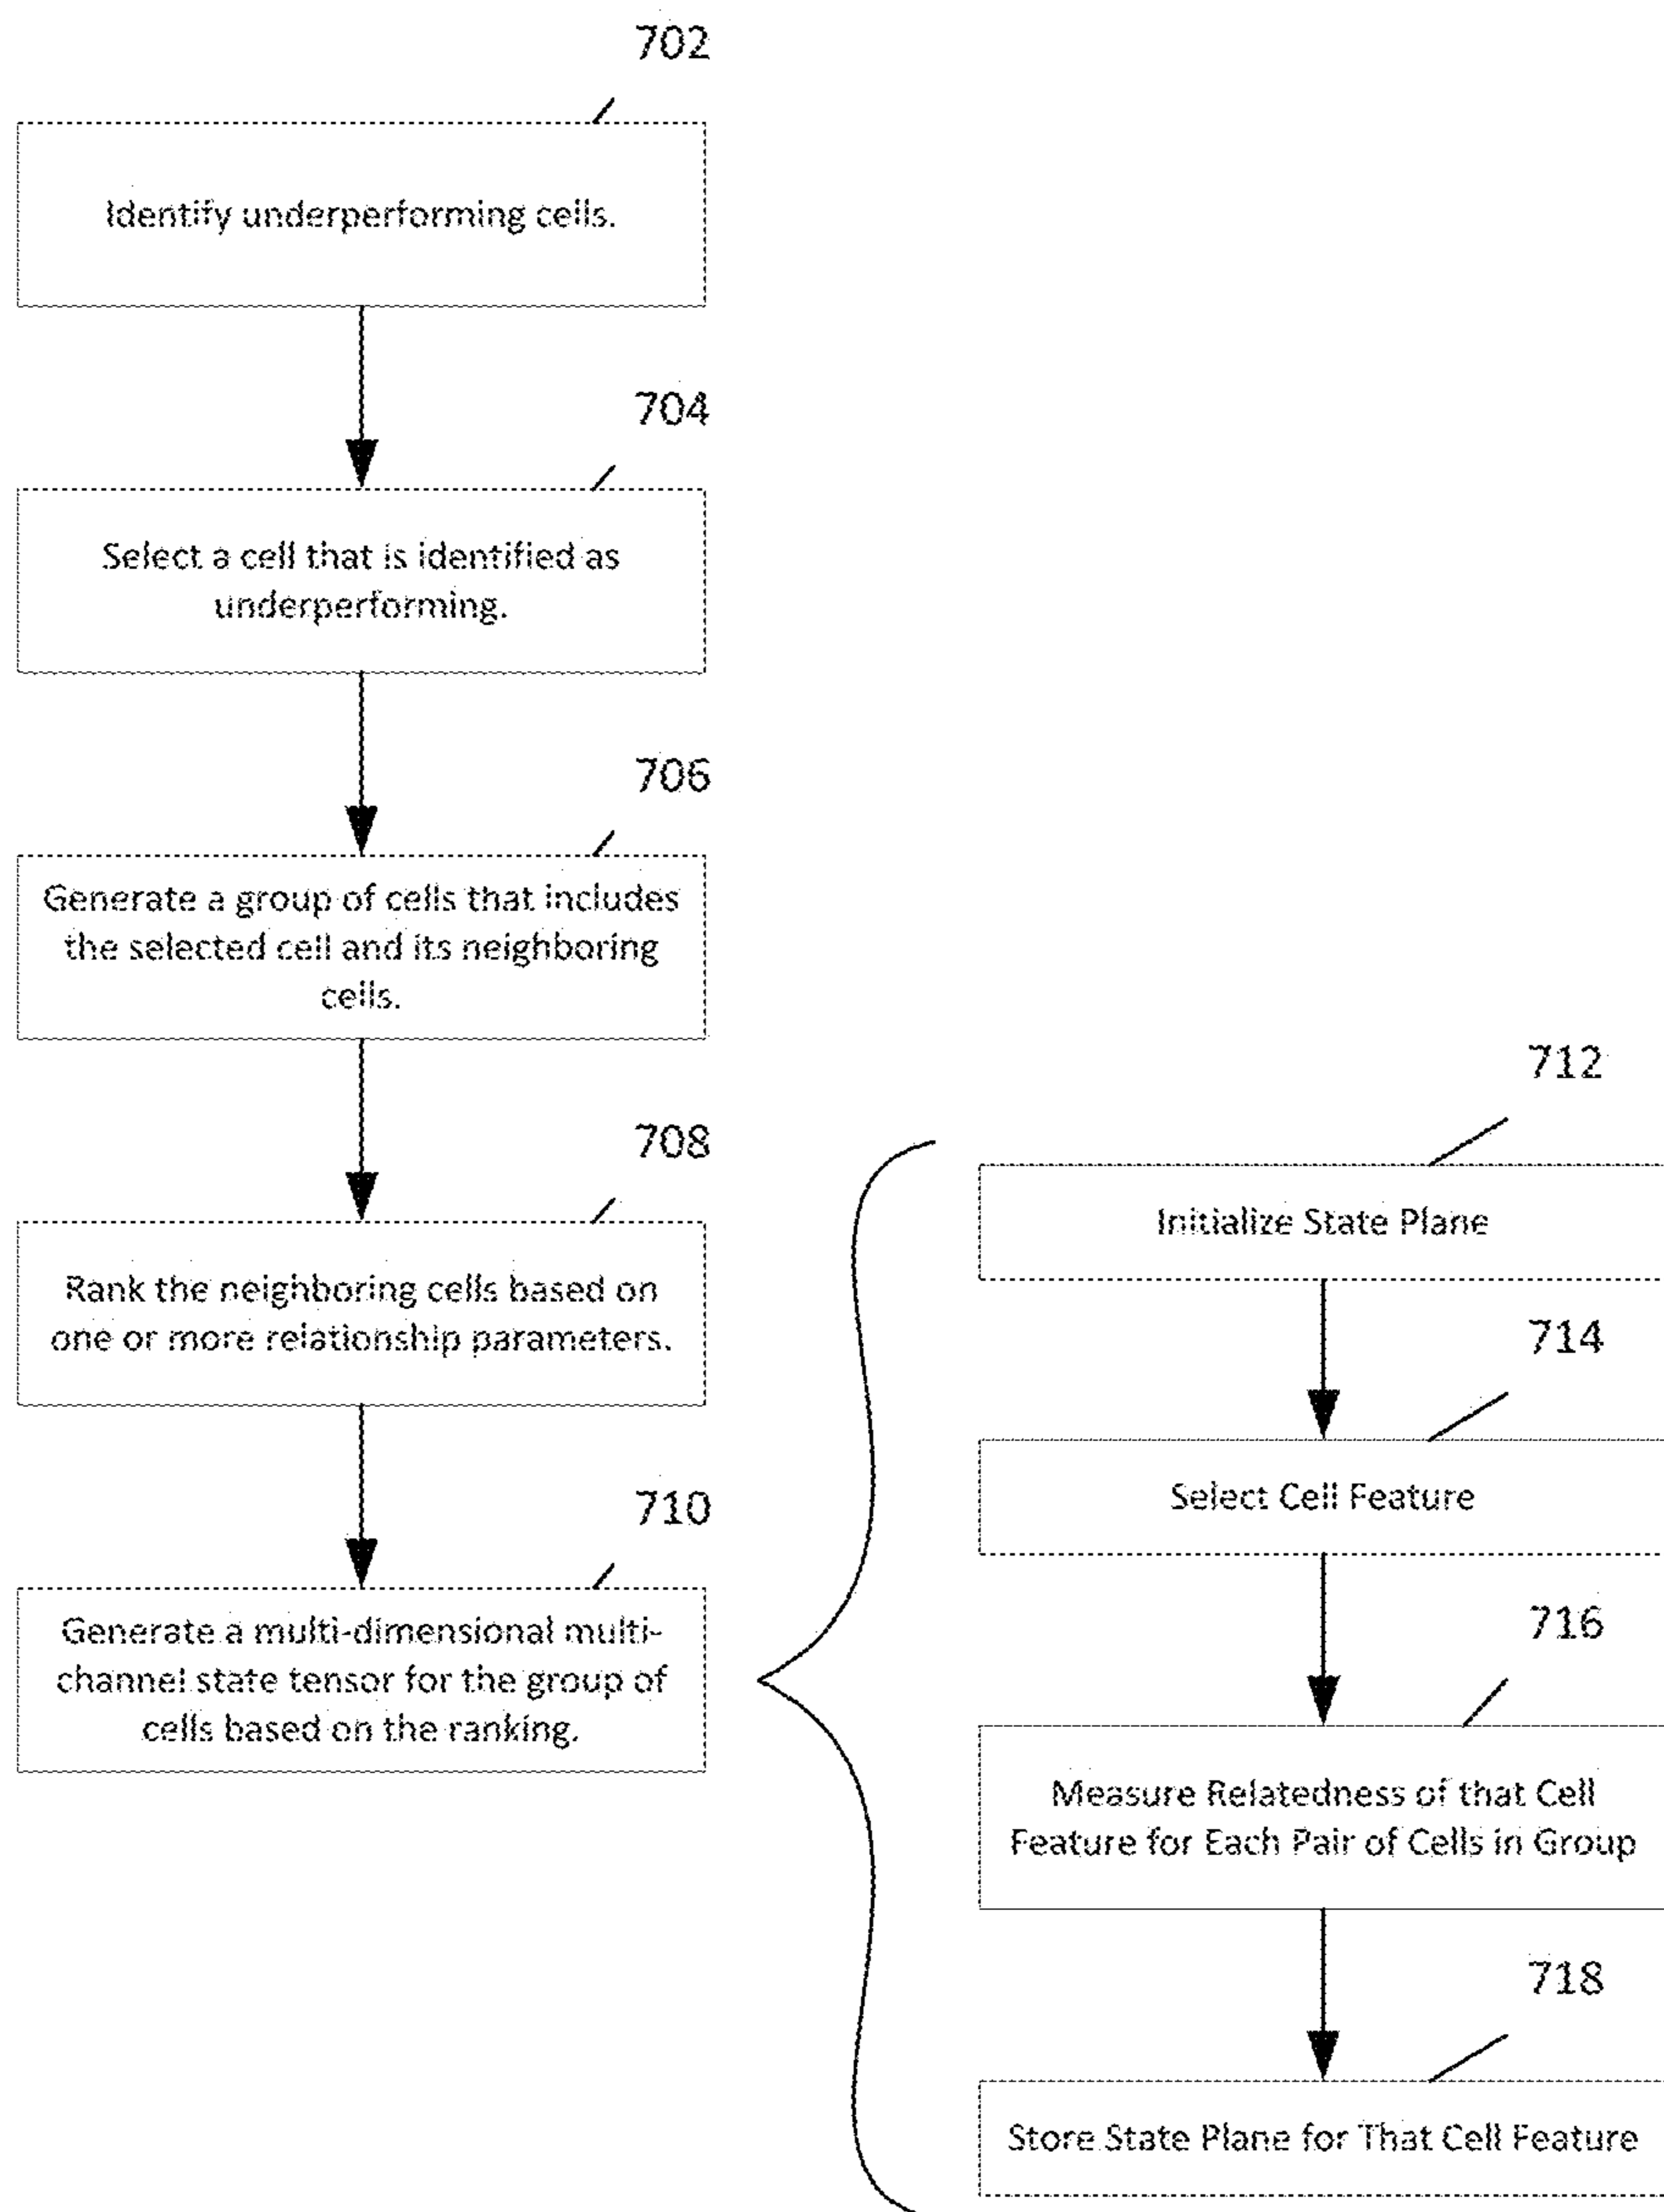 702
Identify underperforming cells.
704
Select a cell that is identified as
underperforming.
706
Generate a group of cells that includes
the selected cell and its neighboring
cells.
708
Rank the neighboring cells based on
one or more relationship parameters.
710
Generate a multi-dimensional multi-
channel state tensor for the group of
cells based on the ranking.
712
Initialize State Plane
714
Select Cell Feature
716
Measure Relatedness of that Cell
Feature for Each Pair of Cells in Group
718
Store State Plane for That Cell Feature